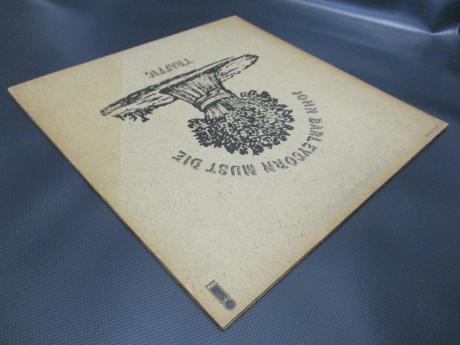 TRAFFIC
JOHN BARLEYCORN MUST DIE